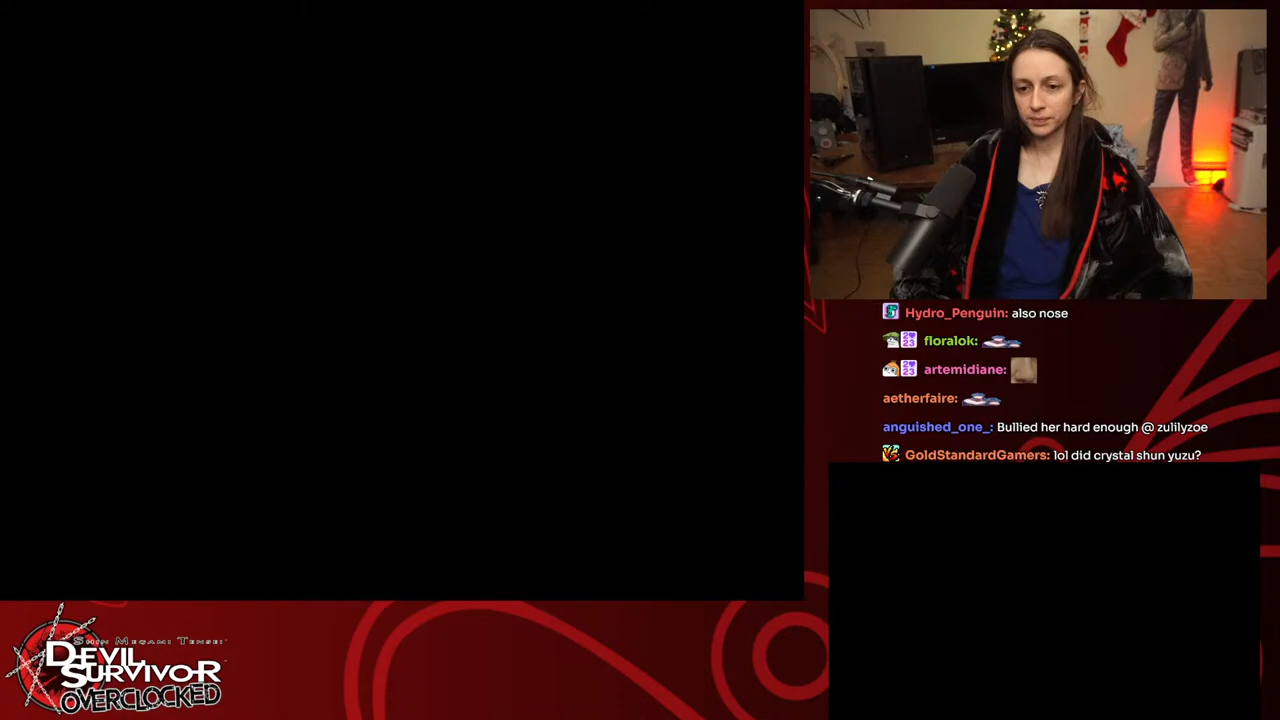 Hydro_Penguin: also nose
floralok:
artemidiane:
aetherfaire:
anguished_one_: Bullied her hard enough @ zulilyzoe
GoldStandardGamers: lol did crystal shun yuzu?
SHIN MEGAMI TENSEI
DEVIL
SURVIVOR
OVERCLOCKED